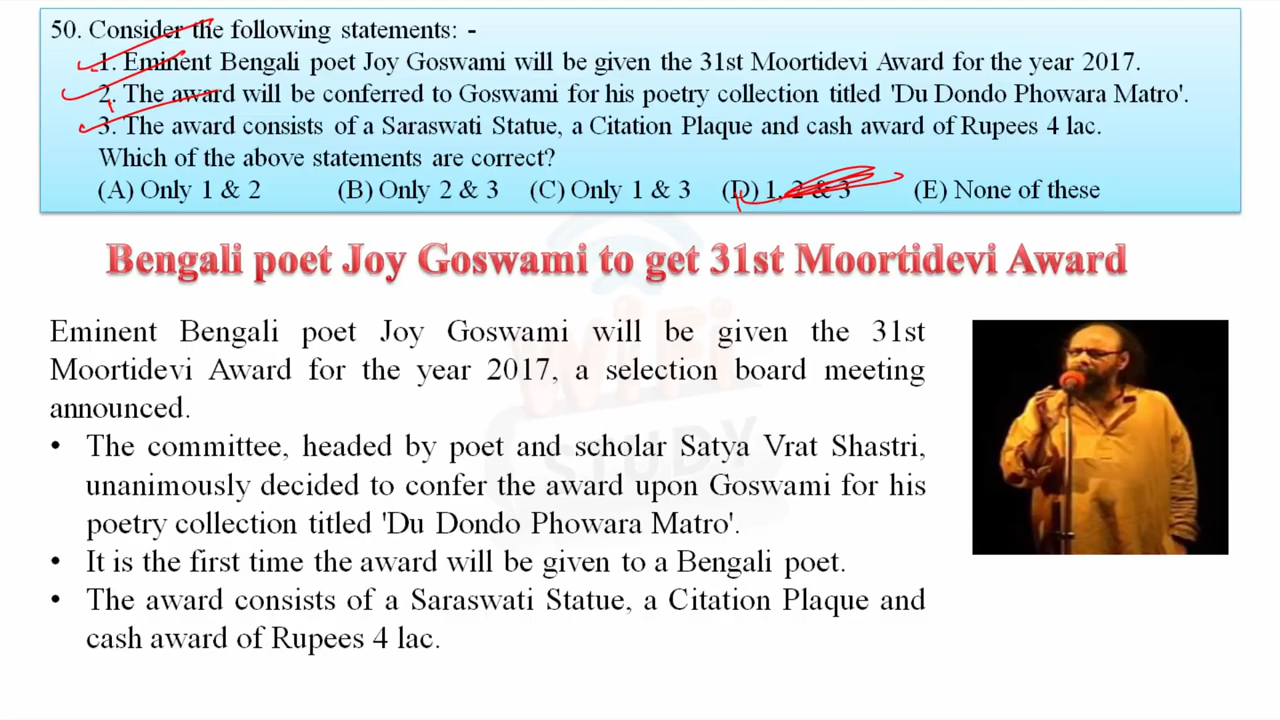 50. Consider the following statements: -
1. Eminent Bengali poet Joy Goswami will be given the 31st Moortidevi Award for the year 2017.
2. The award will be conferred to Goswami for his poetry collection titled 'Du Dondo Phowara Matro'.
3. The award consists of a Saraswati Statue, a Citation Plaque and cash award of Rupees 4 lac.
Which of the above statements are correct?
(A) Only 1 & 2 (B) Only 2 & 3 (C) Only 1 & 3 (D) 1, 2 & 3 (E) None of these
Bengali poet Joy Goswami to get 31st Moortidevi Award
Eminent Bengali poet Joy Goswami will be given the 31st
Moortidevi Award for the year 2017, a selection board meeting
announced.
• The committee, headed by poet and scholar Satya Vrat Shastri,
unanimously decided to confer the award upon Goswami for his
poetry collection titled 'Du Dondo Phowara Matro'.
• It is the first time the award will be given to a Bengali poet.
• The award consists of a Saraswati Statue, a Citation Plaque and
cash award of Rupees 4 lac.
WiFi
STUDY